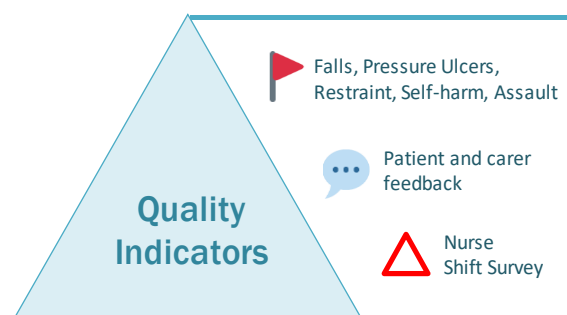 Falls, Pressure Ulcers,
Restraint, Self-harm, Assault
Patient and carer
feedback
Quality
Indicators
Nurse
Shift Survey